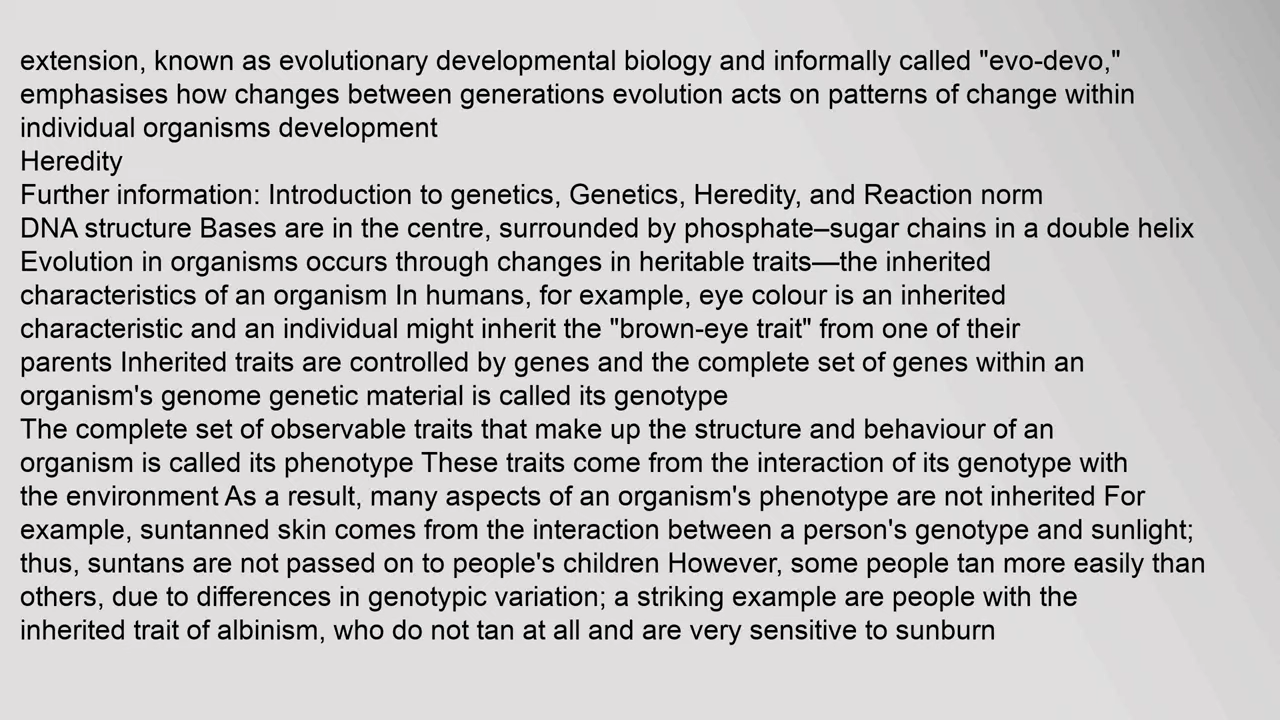 extension, known as evolutionary developmental biology and informally called "evo-devo,"
emphasises how changes between generations evolution acts on patterns of change within
individual organisms development
Heredity
Further information: Introduction to genetics, Genetics, Heredity, and Reaction norm
DNA structure Bases are in the centre, surrounded by phosphate–sugar chains in a double helix
Evolution in organisms occurs through changes in heritable traits—the inherited
characteristics of an organism In humans, for example, eye colour is an inherited
characteristic and an individual might inherit the "brown-eye trait" from one of their
parents Inherited traits are controlled by genes and the complete set of genes within an
organism's genome genetic material is called its genotype
The complete set of observable traits that make up the structure and behaviour of an
organism is called its phenotype These traits come from the interaction of its genotype with
the environment As a result, many aspects of an organism's phenotype are not inherited For
example, suntanned skin comes from the interaction between a person's genotype and sunlight;
thus, suntans are not passed on to people's children However, some people tan more easily than
others, due to differences in genotypic variation; a striking example are people with the
inherited trait of albinism, who do not tan at all and are very sensitive to sunburn